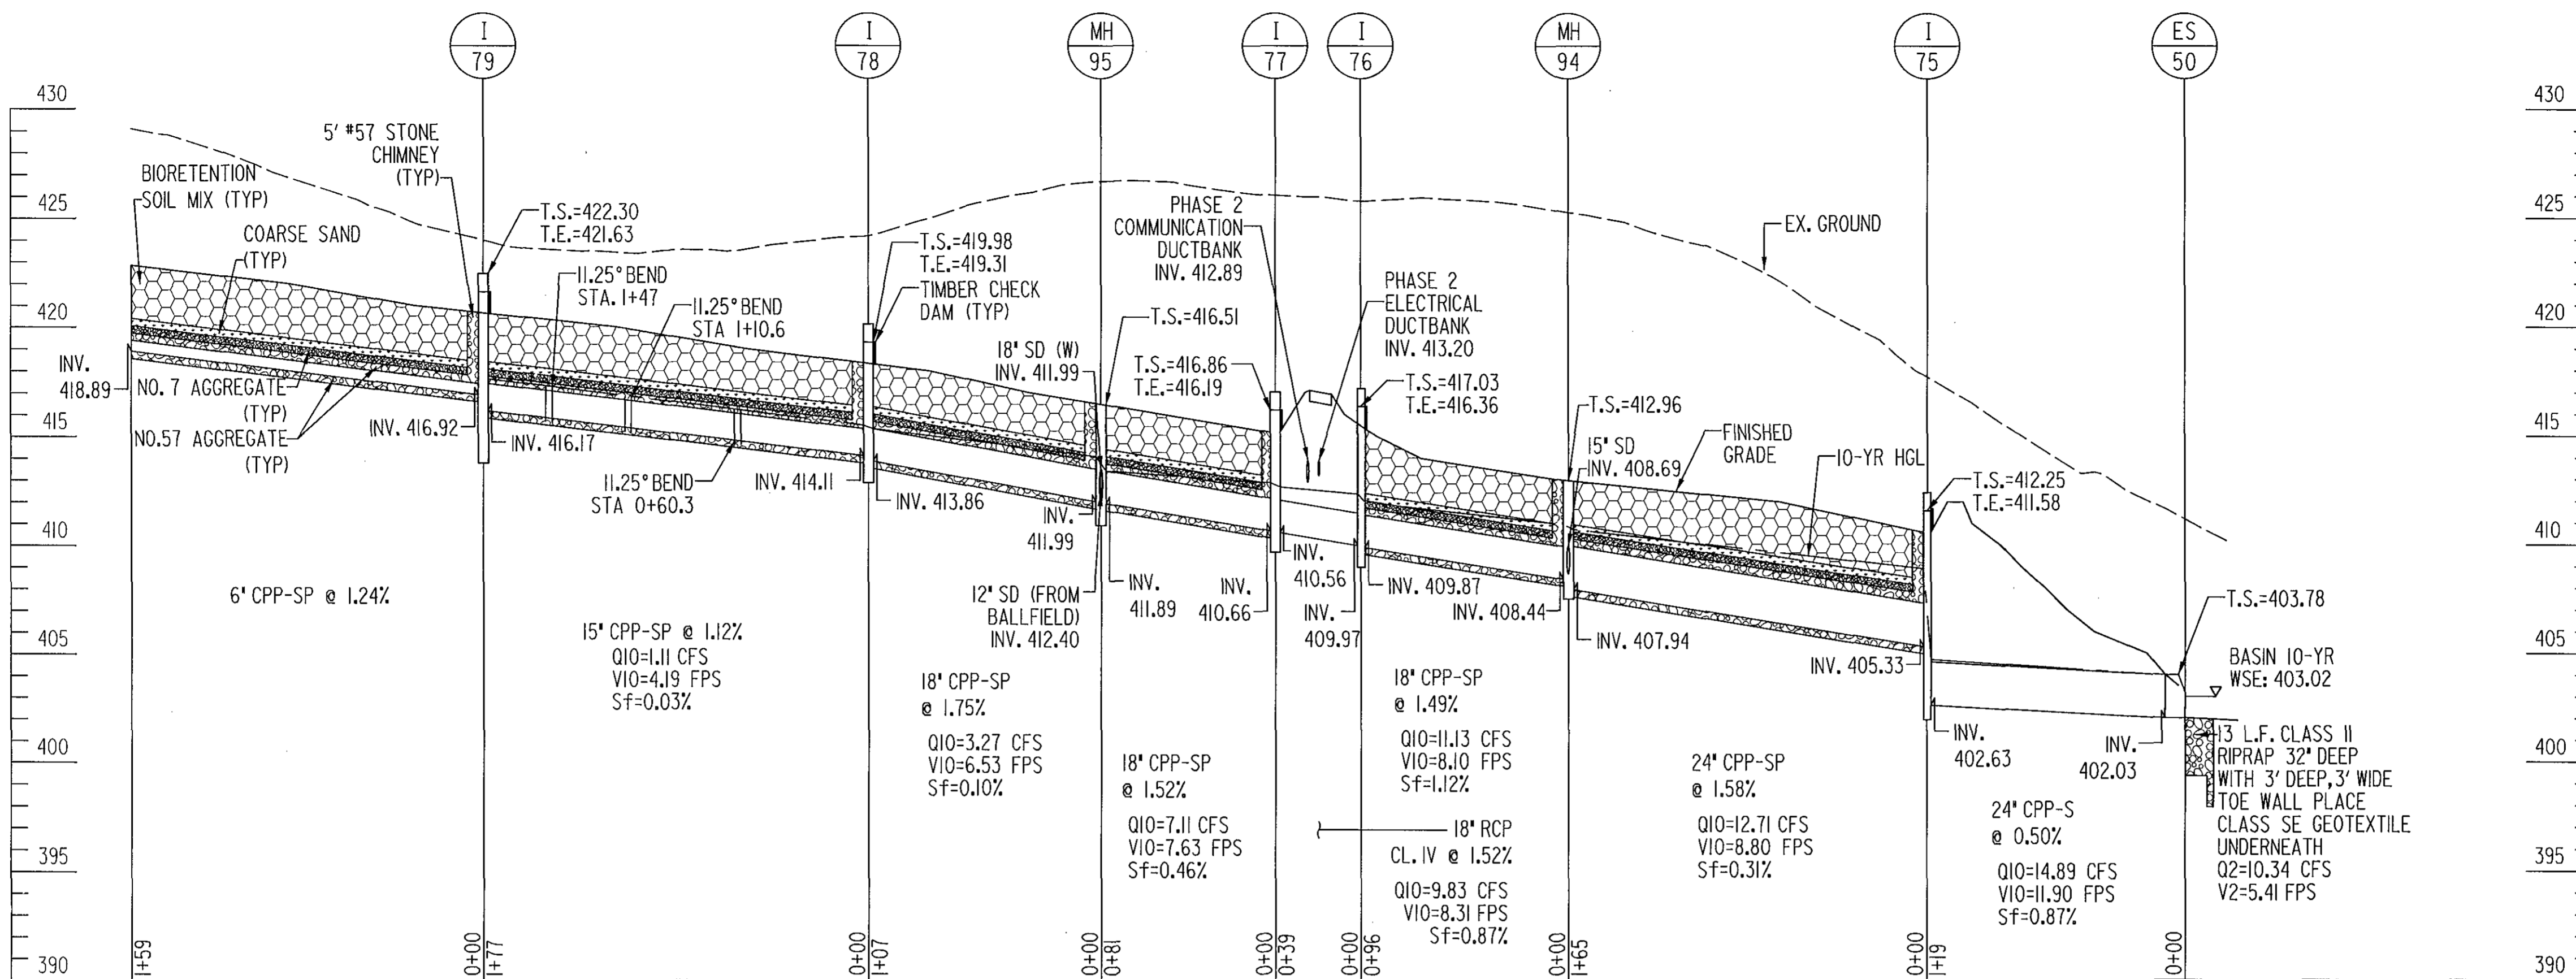 I
79
I
78
MH
95
I
77
I
76
MH
94
I
75
ES
50
430
425
420
415
410
405
400
395
390
430
425
420
415
410
405
400
395
390
BIORETENTION
SOIL MIX (TYP)
5' #57 STONE
CHIMNEY
(TYP)
COARSE SAND
(TYP)
INV.
418.89
NO. 7 AGGREGATE
(TYP)
NO.57 AGGREGATE
(TYP)
6" CPP-SP @ 1.24%
T.S.=422.30
T.E.=421.63
INV. 416.92
INV. 416.17
11.25° BEND
STA. 1+47
11.25° BEND
STA 1+10.6
11.25° BEND
STA 0+60.3
15" CPP-SP @ 1.12%
Q10=1.11 CFS
V10=4.19 FPS
Sf=0.03%
T.S.=419.98
T.E.=419.31
TIMBER CHECK
DAM (TYP)
INV. 414.11
INV. 413.86
18" CPP-SP
@ 1.75%
Q10=3.27 CFS
V10=6.53 FPS
Sf=0.10%
18" SD (W)
INV. 411.99
T.S.=416.51
INV.
411.99
12" SD (FROM
BALLFIELD)
INV. 412.40
INV.
411.89
18" CPP-SP
@ 1.52%
Q10=7.11 CFS
V10=7.63 FPS
Sf=0.46%
PHASE 2
COMMUNICATION
DUCTBANK
INV. 412.89
T.S.=416.86
T.E.=416.19
INV.
410.66
INV.
410.56
PHASE 2
ELECTRICAL
DUCTBANK
INV. 413.20
T.S.=417.03
T.E.=416.36
INV.
409.97
INV. 409.87
18" CPP-SP
@ 1.49%
Q10=11.13 CFS
V10=8.10 FPS
Sf=1.12%
18" RCP
CL. IV @ 1.52%
Q10=9.83 CFS
V10=8.31 FPS
Sf=0.87%
T.S.=412.96
15" SD
INV. 408.69
INV. 408.44
INV. 407.94
FINISHED
GRADE
10-YR HGL
EX. GROUND
24" CPP-SP
@ 1.58%
Q10=12.71 CFS
V10=8.80 FPS
Sf=0.31%
T.S.=412.25
T.E.=411.58
INV. 405.33
INV.
402.63
INV.
402.03
24" CPP-S
@ 0.50%
Q10=14.89 CFS
V10=11.90 FPS
Sf=0.87%
T.S.=403.78
BASIN 10-YR
WSE: 403.02
13 L.F. CLASS II
RIPRAP 32" DEEP
WITH 3' DEEP,3' WIDE
TOE WALL PLACE
CLASS SE GEOTEXTILE
UNDERNEATH
Q2=10.34 CFS
V2=5.41 FPS
1+59
0+00
1+77
0+00
1+07
0+00
0+81
0+00
0+39
0+00
0+96
0+00
1+65
0+00
1+19
0+00